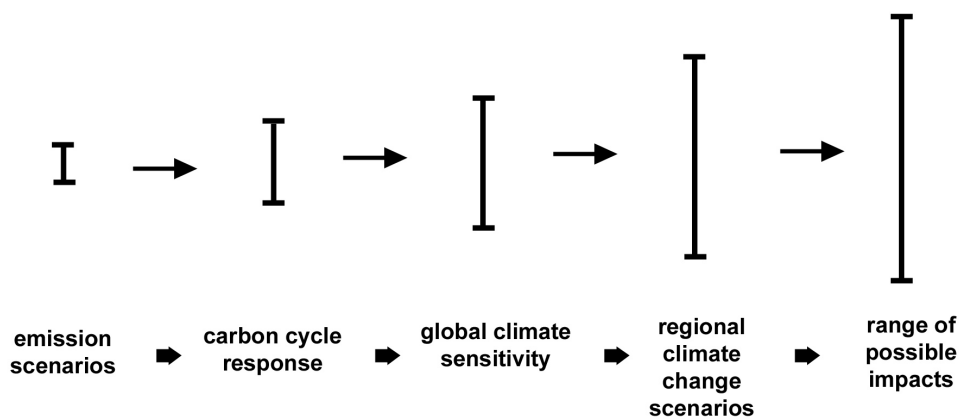 emission
scenarios
carbon cycle
response
global climate
sensitivity
regional
climate
change
scenarios
range of
possible
impacts